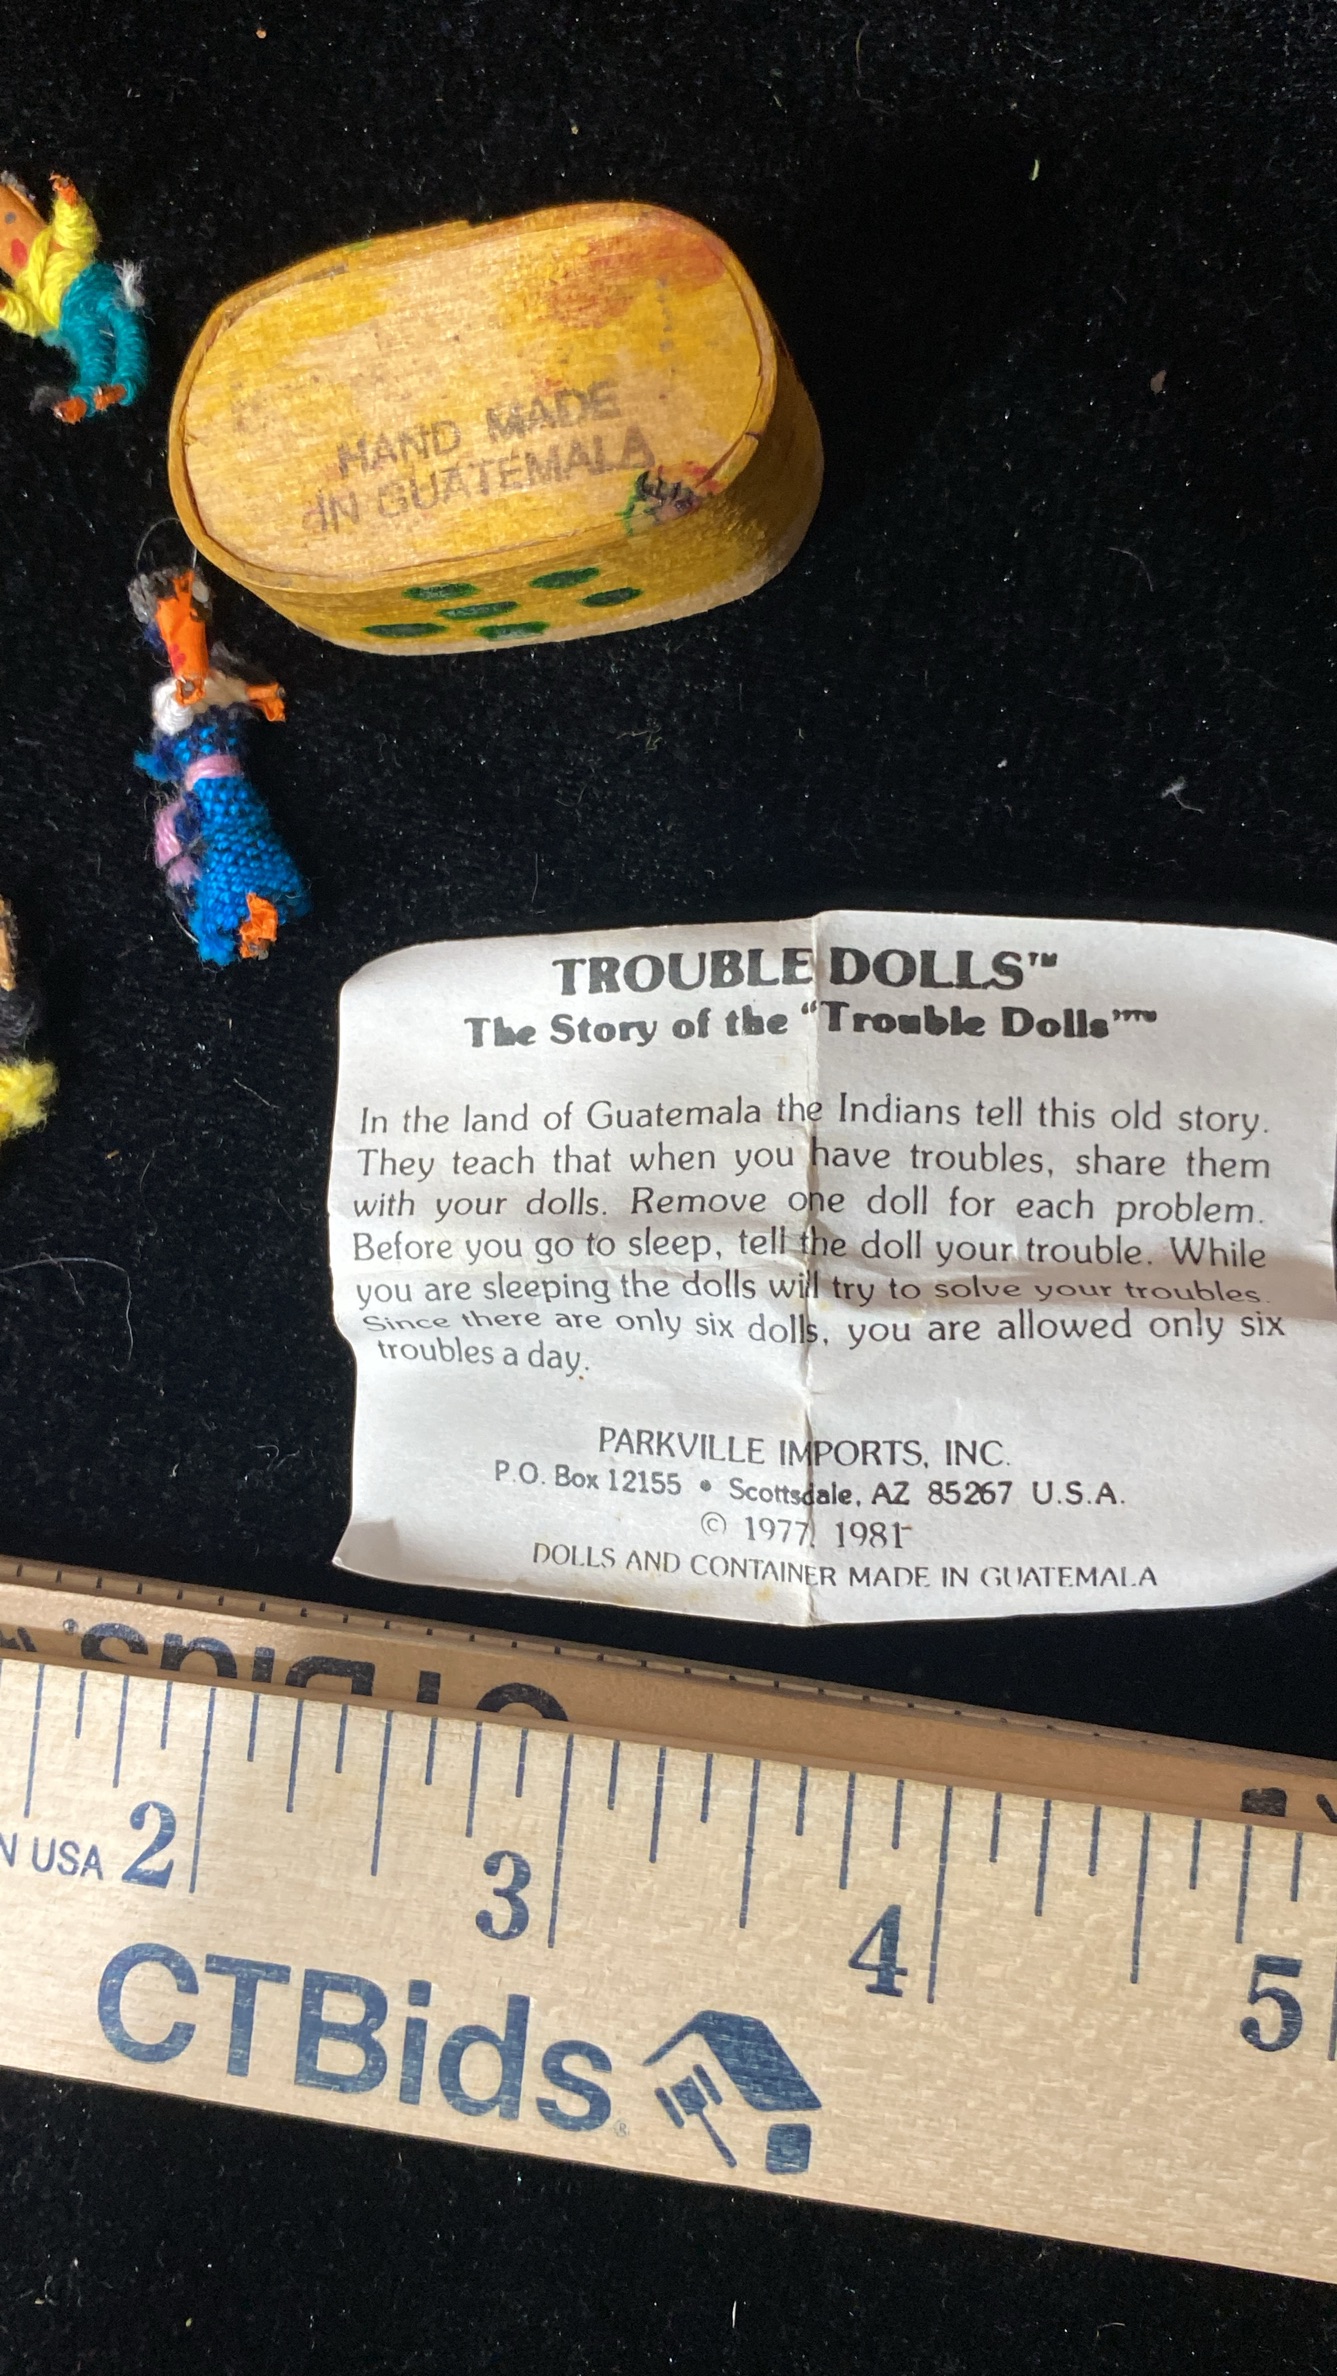 HAND MADE
IN GUATEMALA
TROUBLE DOLLS™
The Story of the “Trouble Dolls”™
In the land of Guatemala the Indians tell this old story.
They teach that when you have troubles, share them
with your dolls. Remove one doll for each problem.
Before you go to sleep, tell the doll your trouble. While
you are sleeping the dolls will try to solve your troubles.
Since there are only six dolls, you are allowed only six
troubles a day.
PARKVILLE IMPORTS, INC.
P.O. Box 12155 • Scottsdale, AZ 85267 U.S.A.
© 1977, 1981
DOLLS AND CONTAINER MADE IN GUATEMALA
USA 2 3 4 5
CTBids®